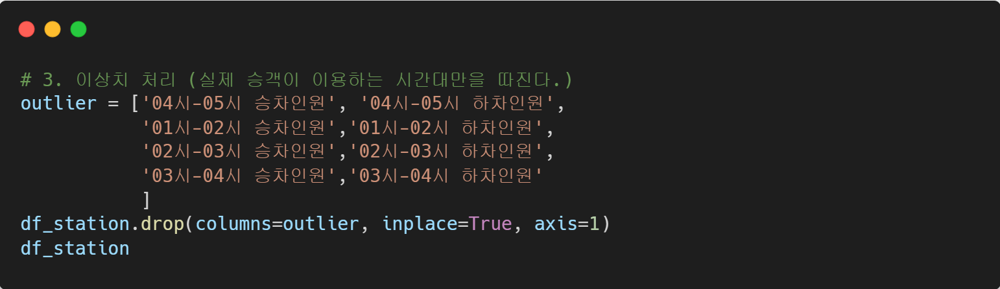 # 3. 이상치 처리 (실제 승객이 이용하는 시간대만을 따진다.)
outlier = ['04시-05시 승차인원', '04시-05시 하차인원',
'01시-02시 승차인원','01시-02시 하차인원',
'02시-03시 승차인원','02시-03시 하차인원',
'03시-04시 승차인원','03시-04시 하차인원'
]
df_station.drop(columns=outlier, inplace=True, axis=1)
df_station